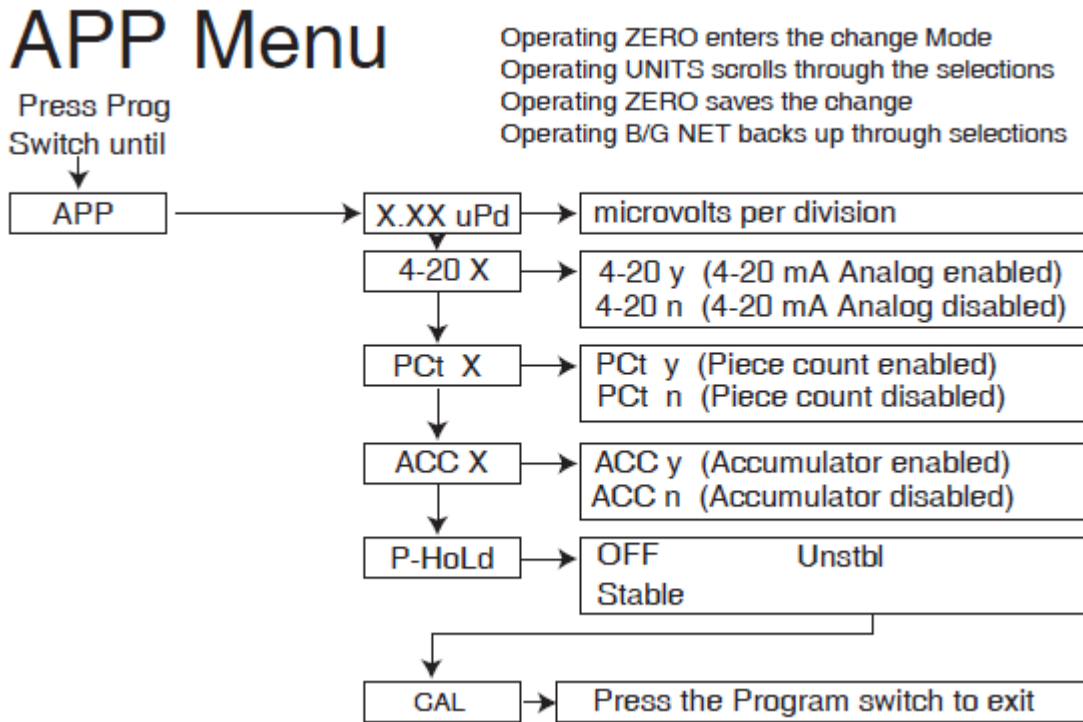 APP Menu
Operating ZERO enters the change Mode
Operating UNITS scrolls through the selections
Operating ZERO saves the change
Operating B/G NET backs up through selections
Press Prog
Switch until
APP
X.XX uPd
microvolts per division
4-20 X
4-20 y (4-20 mA Analog enabled)
4-20 n (4-20 mA Analog disabled)
PCt X
PCt y (Piece count enabled)
PCt n (Piece count disabled)
ACC X
ACC y (Accumulator enabled)
ACC n (Accumulator disabled)
P-HoLd
OFF Unstbl
Stable
CAL
Press the Program switch to exit